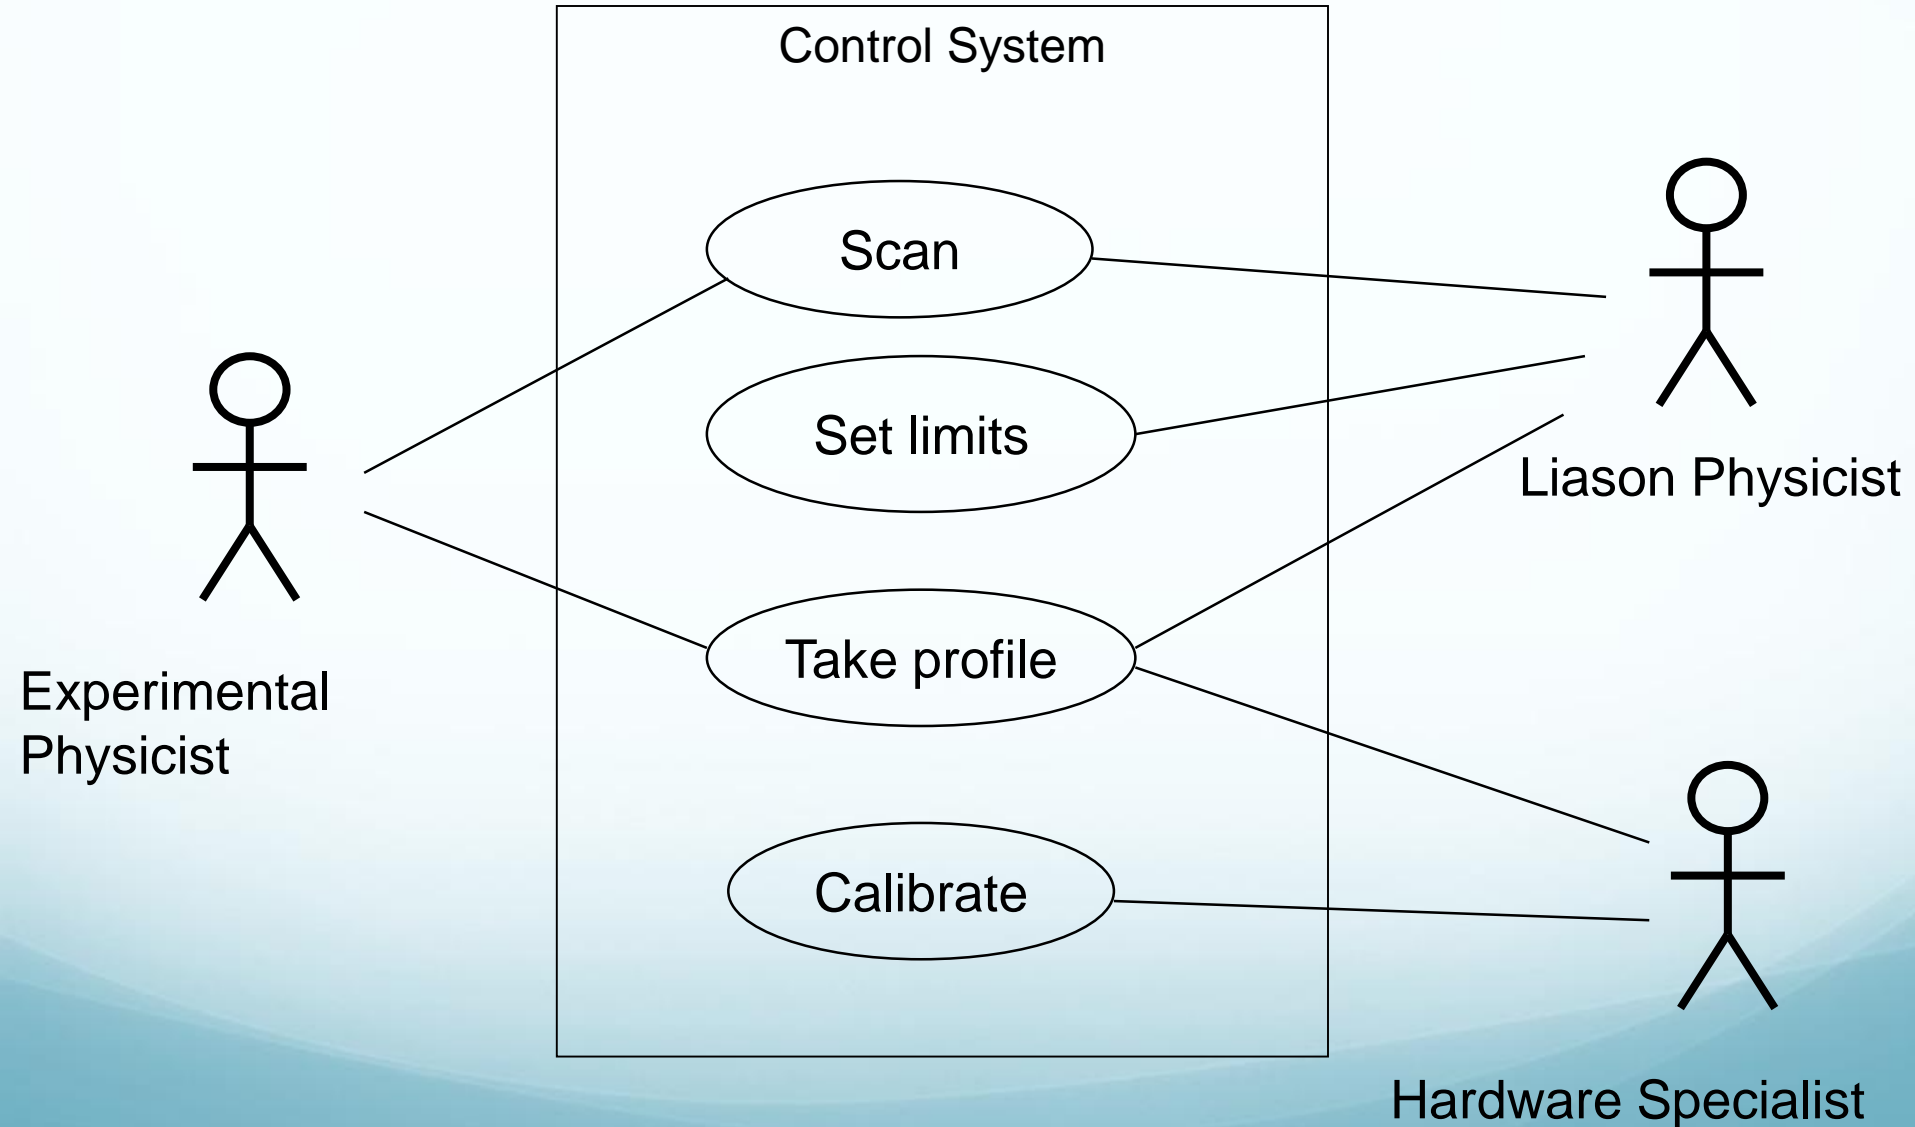 Control System
Scan
Set limits
Liason Physicist
Take profile
Experimental
Physicist
Calibrate
Hardware Specialist